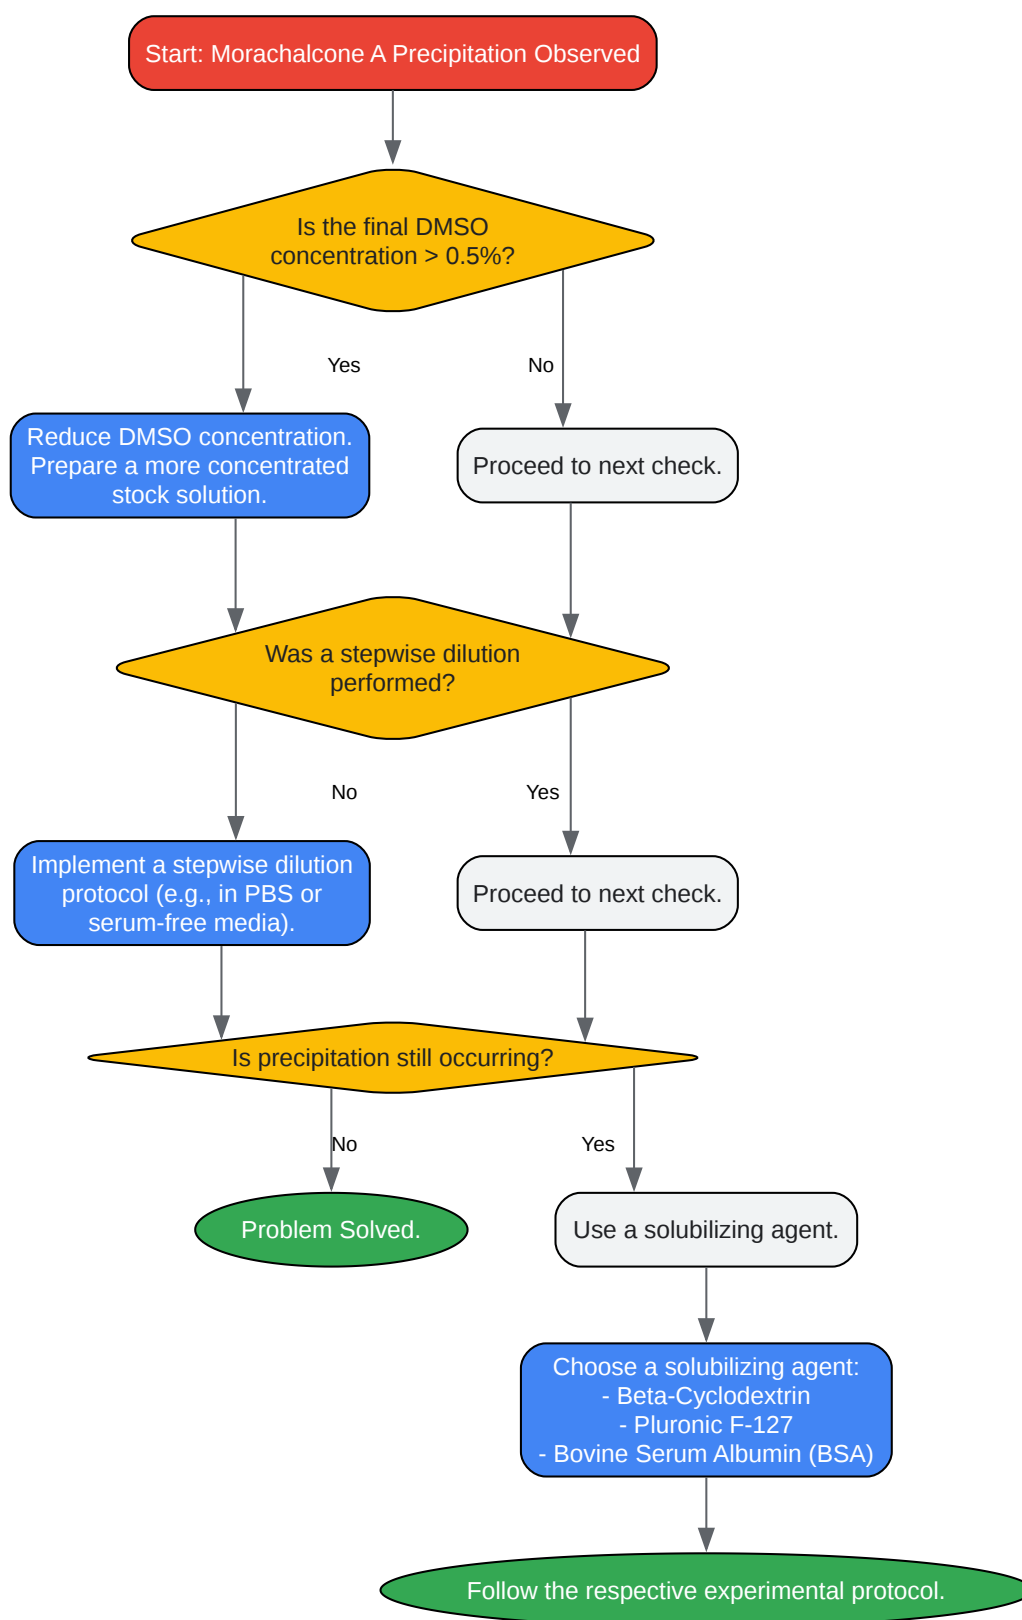 Start: Morachalcone A Precipitation Observed
Is the final DMSO
concentration > 0.5%?
Yes
No
Reduce DMSO concentration.
Prepare a more concentrated
stock solution.
Proceed to next check.
Was a stepwise dilution
performed?
No
Yes
Implement a stepwise dilution
protocol (e.g., in PBS or
serum-free media).
Proceed to next check.
Is precipitation still occurring?
No
Yes
Problem Solved.
Use a solubilizing agent.
Choose a solubilizing agent:
- Beta-Cyclodextrin
- Pluronic F-127
- Bovine Serum Albumin (BSA)
Follow the respective experimental protocol.